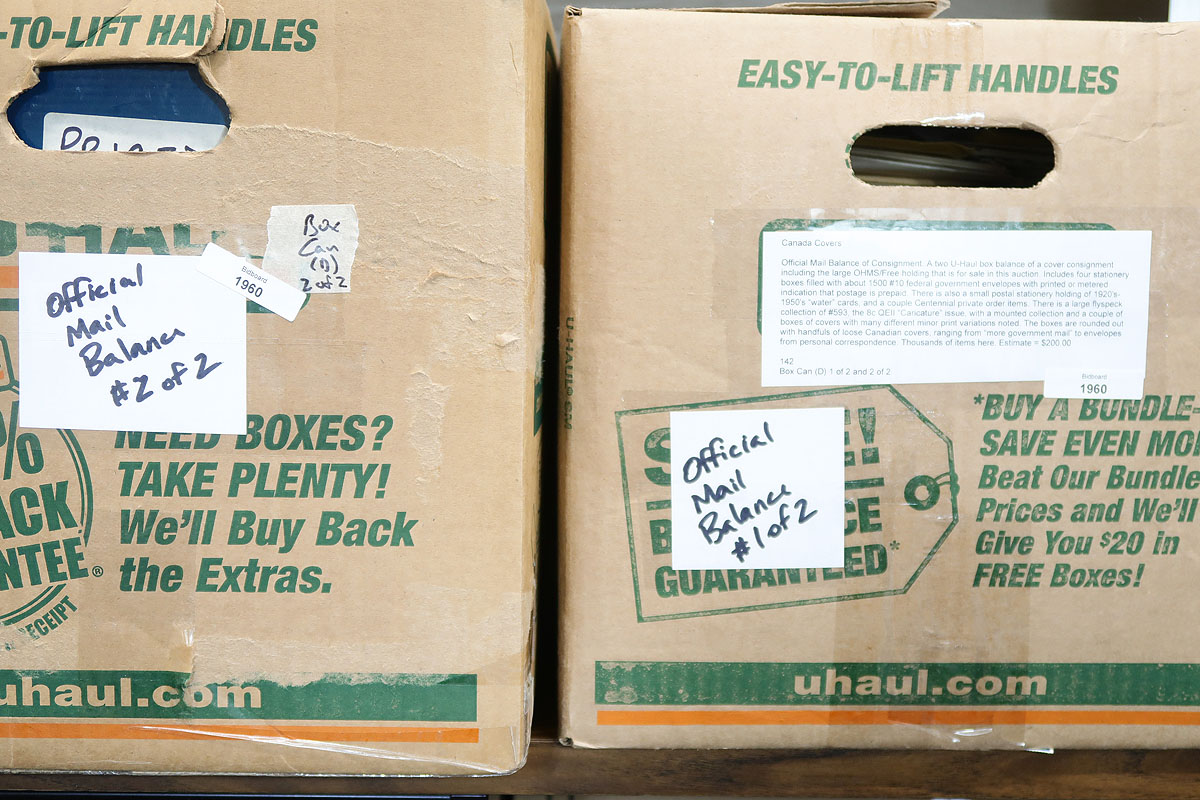 -TO-LIFT HANDLES
Box
Can
(D)
2 of 2
Bidboard
1960
Official
Mail
Balance
#2 of 2
NEED BOXES?
TAKE PLENTY!
We'll Buy Back
the Extras.
ACK
NTEE®
ECEIPT
uhaul.com
EASY-TO-LIFT HANDLES
Canada Covers
Official Mail Balance of Consignment. A two U-Haul box balance of a cover consignment
including the large OHMS/Free holding that is for sale in this auction. Includes four stationery
boxes filled with about 1500 #10 federal government envelopes with printed or metered
indication that postage is prepaid. There is also a small postal stationery holding of 1920's-
1950's "water" cards, and a couple Centennial private order items. There is a large flyspeck
collection of #593, the 8c QEII "Caricature" issue, with a mounted collection and a couple of
boxes of covers with many different minor print variations noted. The boxes are rounded out
with handfuls of loose Canadian covers, ranging from "more government mail" to envelopes
from personal correspondence. Thousands of items here. Estimate = $200.00
142
Box Can (D) 1 of 2 and 2 of 2
Bidboard
1960
Official
Mail
Balance
#1 of 2
GUARANTEED*
*BUY A BUNDLE-
SAVE EVEN MO
Beat Our Bundle
Prices and We'll
Give You $20 in
FREE Boxes!
uhaul.com